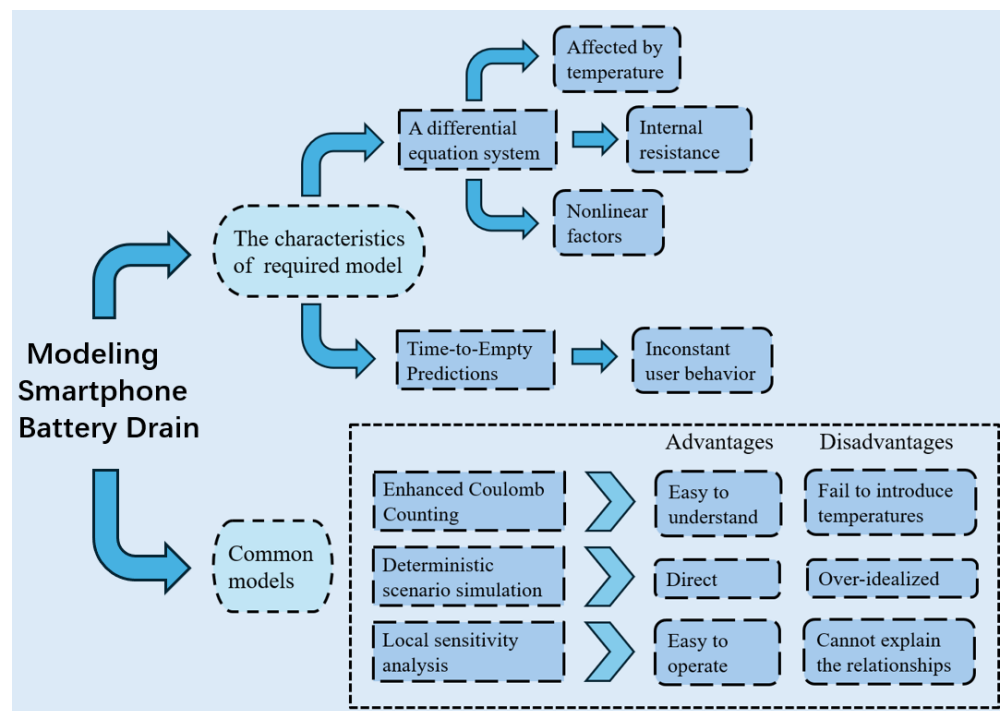 Affected by
temperature
A differential
equation system
Internal
resistance
Nonlinear
factors
The characteristics
of required model
Time-to-Empty
Predictions
Inconstant
user behavior
Modeling
Smartphone
Battery Drain
Common
models
Advantages
Disadvantages
Enhanced Coulomb
Counting
Easy to
understand
Fail to introduce
temperatures
Deterministic
scenario simulation
Direct
Over-idealized
Local sensitivity
analysis
Easy to
operate
Cannot explain
the relationships